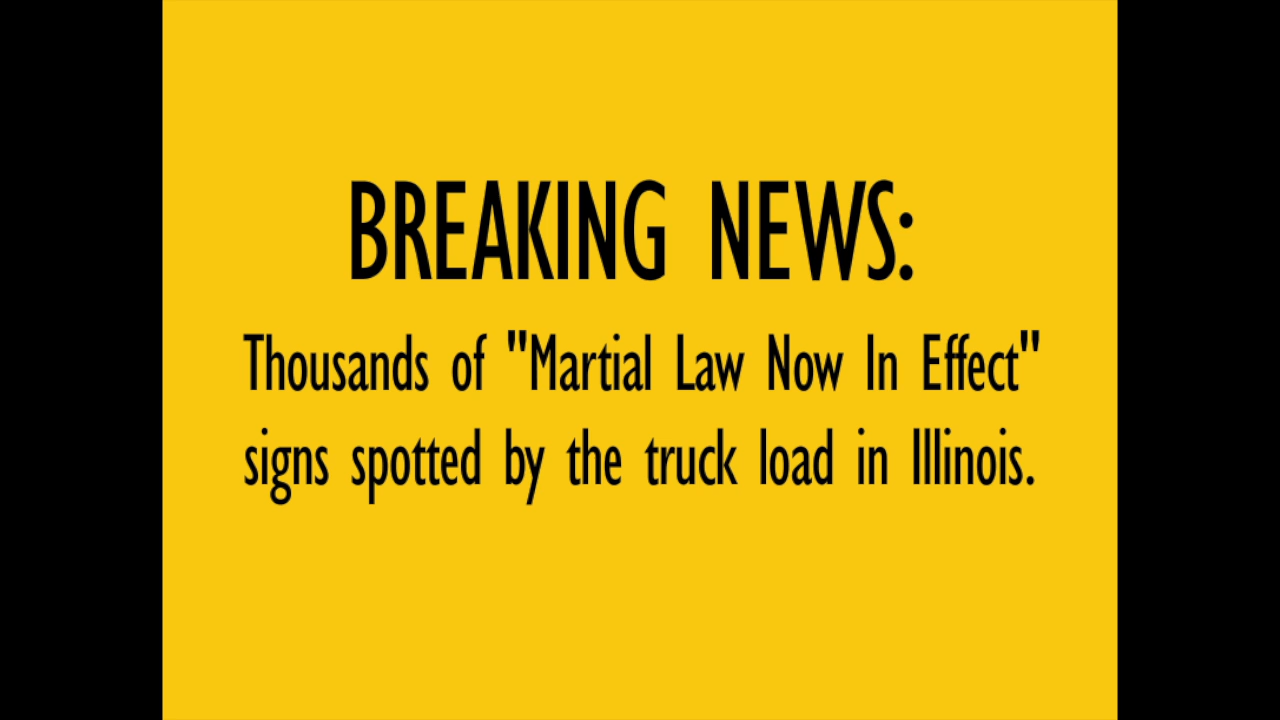 BREAKING NEWS:
Thousands of "Martial Law Now In Effect"
signs spotted by the truck load in Illinois.